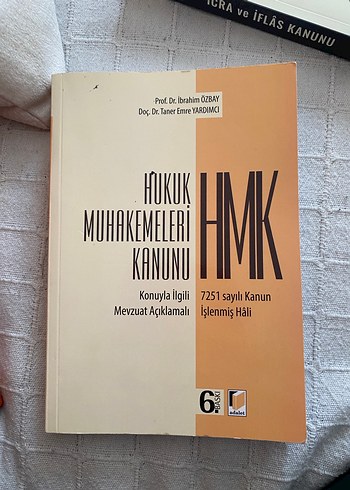 İCRA ve İFLÂS KANUNU
Prof. Dr. İbrahim ÖZBAY
Doç. Dr. Taner Emre YARDIMCI
HUKUK
MUHAKEMELERİ
KANUNU
HMK
Konuyla İlgili
Mevzuat Açıklamalı
7251 sayılı Kanun
İşlenmiş Hâli
6. BASKI
adalet